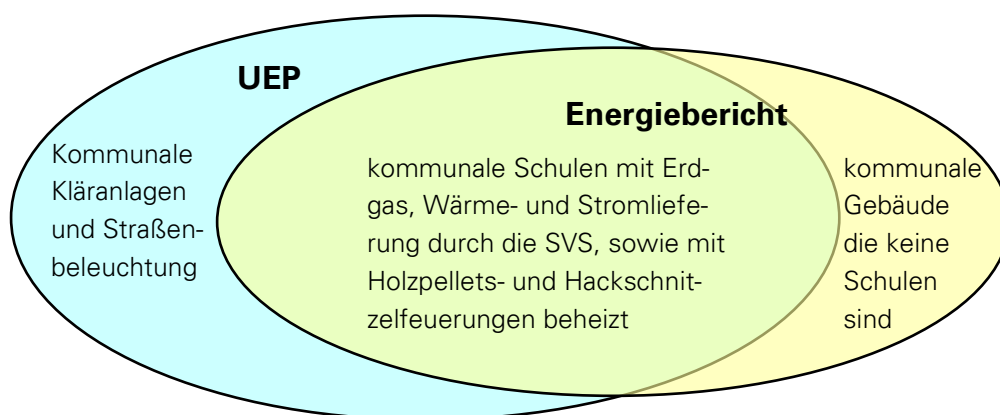 UEP
Energiebericht
Kommunale
Kläranlagen
und Straßen-
beleuchtung
kommunale Schulen mit Erd-
gas, Wärme- und Stromliefe-
rung durch die SVS, sowie mit
Holzpellets- und Hackschnit-
zelfeuerungen beheizt
kommunale
Gebäude
die keine
Schulen
sind